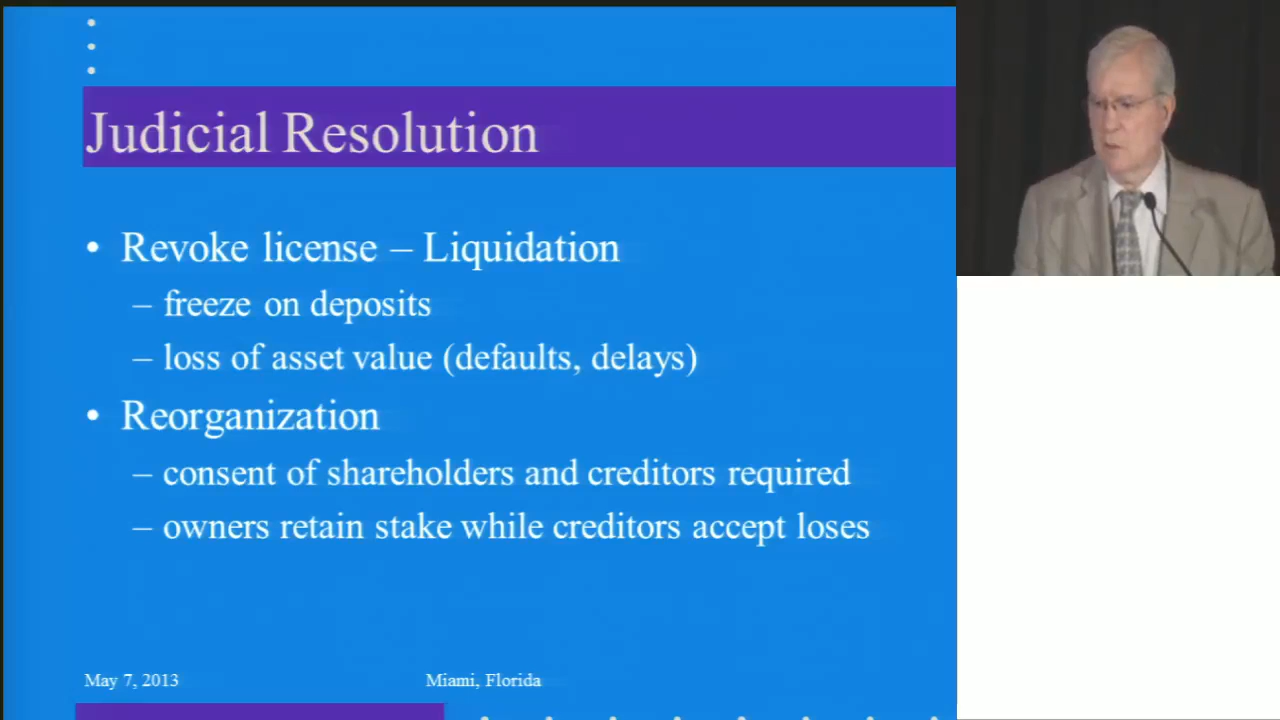 Judicial Resolution
• Revoke license – Liquidation
– freeze on deposits
– loss of asset value (defaults, delays)
• Reorganization
– consent of shareholders and creditors required
– owners retain stake while creditors accept loses
May 7, 2013 Miami, Florida